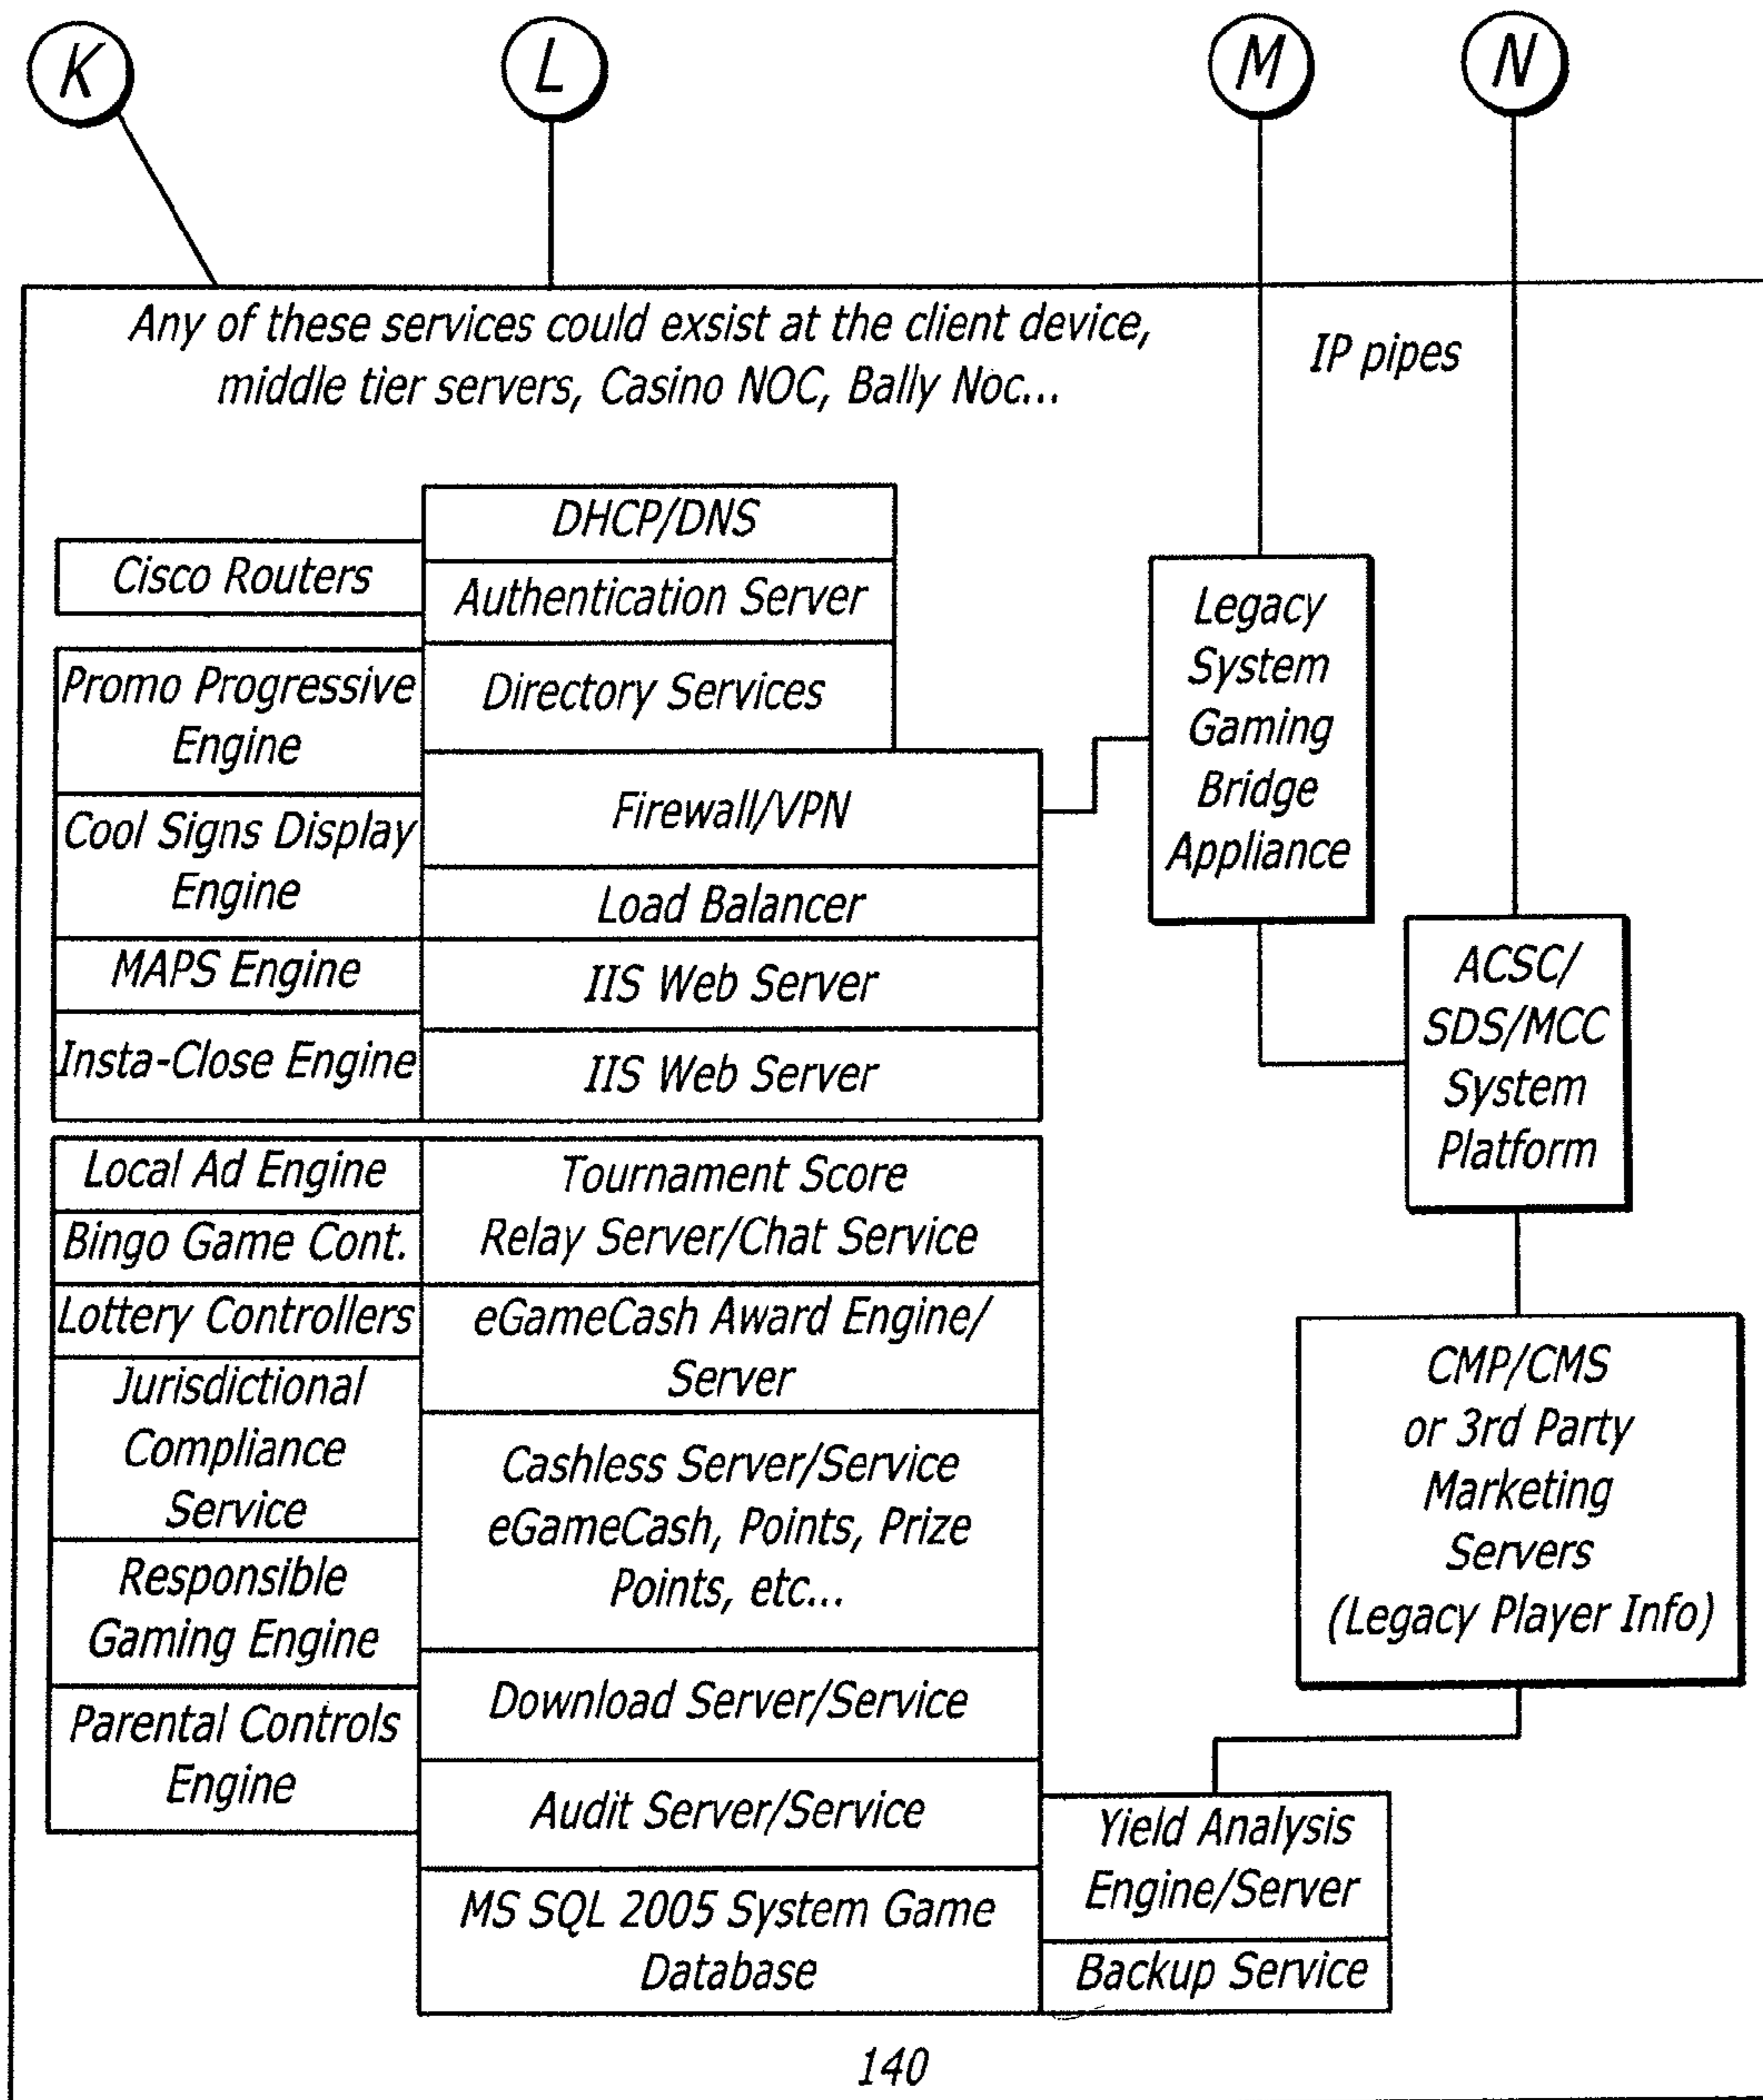 K
L
M
N
Any of these services could exsist at the client device,
middle tier servers, Casino NOC, Bally Noc...
IP pipes
DHCP/DNS
Cisco Routers
Authentication Server
Directory Services
Promo Progressive
Engine
Firewall/VPN
Cool Signs Display
Engine
Load Balancer
MAPS Engine
IIS Web Server
Insta-Close Engine
IIS Web Server
Legacy
System
Gaming
Bridge
Appliance
ACSC/
SDS/MCC
System
Platform
Local Ad Engine
Bingo Game Cont.
Lottery Controllers
Jurisdictional
Compliance
Service
Responsible
Gaming Engine
Parental Controls
Engine
Tournament Score
Relay Server/Chat Service
eGameCash Award Engine/
Server
Cashless Server/Service
eGameCash, Points, Prize
Points, etc...
Download Server/Service
Audit Server/Service
MS SQL 2005 System Game
Database
CMP/CMS
or 3rd Party
Marketing
Servers
(Legacy Player Info)
Yield Analysis
Engine/Server
Backup Service
140